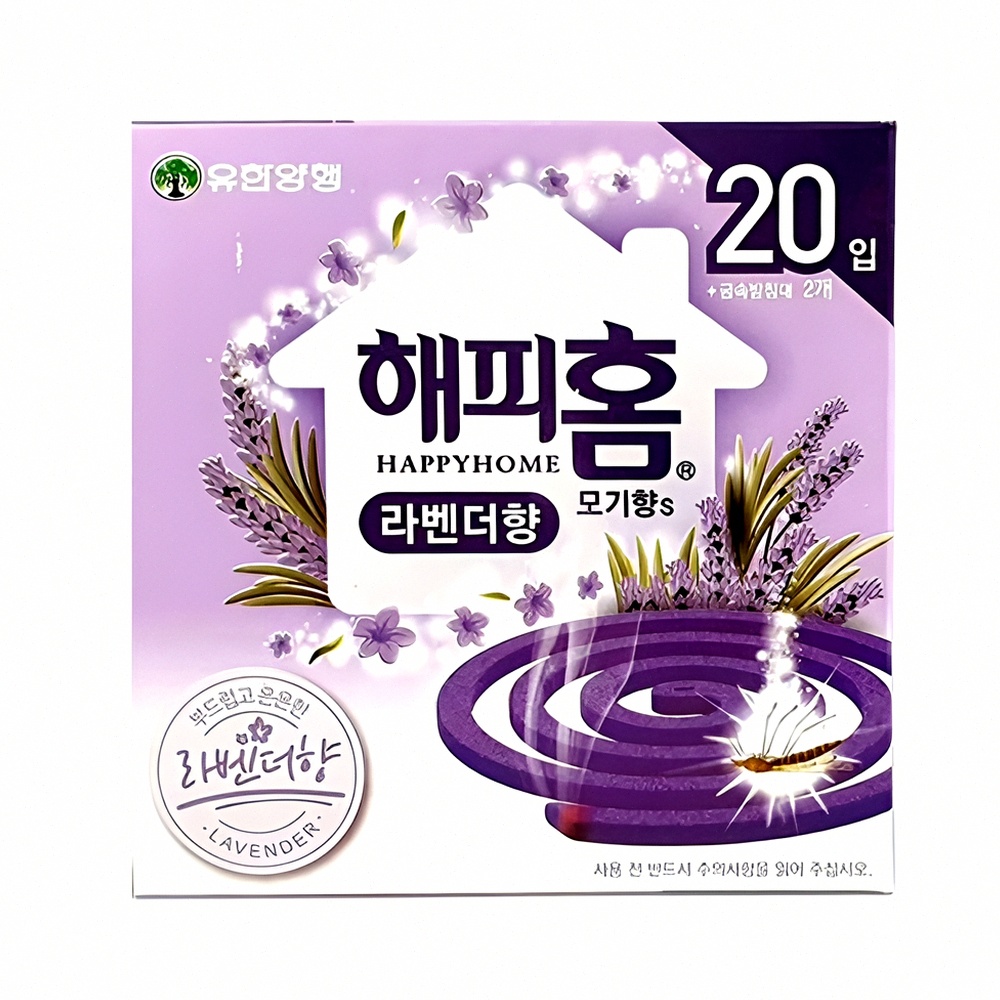 유한양행
20입
+금속받침대 2개
해피홈®
HAPPYHOME
모기향s
라벤더향
부드럽고 은은한
라벤더향
·LAVENDER·
사용 전 반드시 주의사항을 읽어 주십시오.